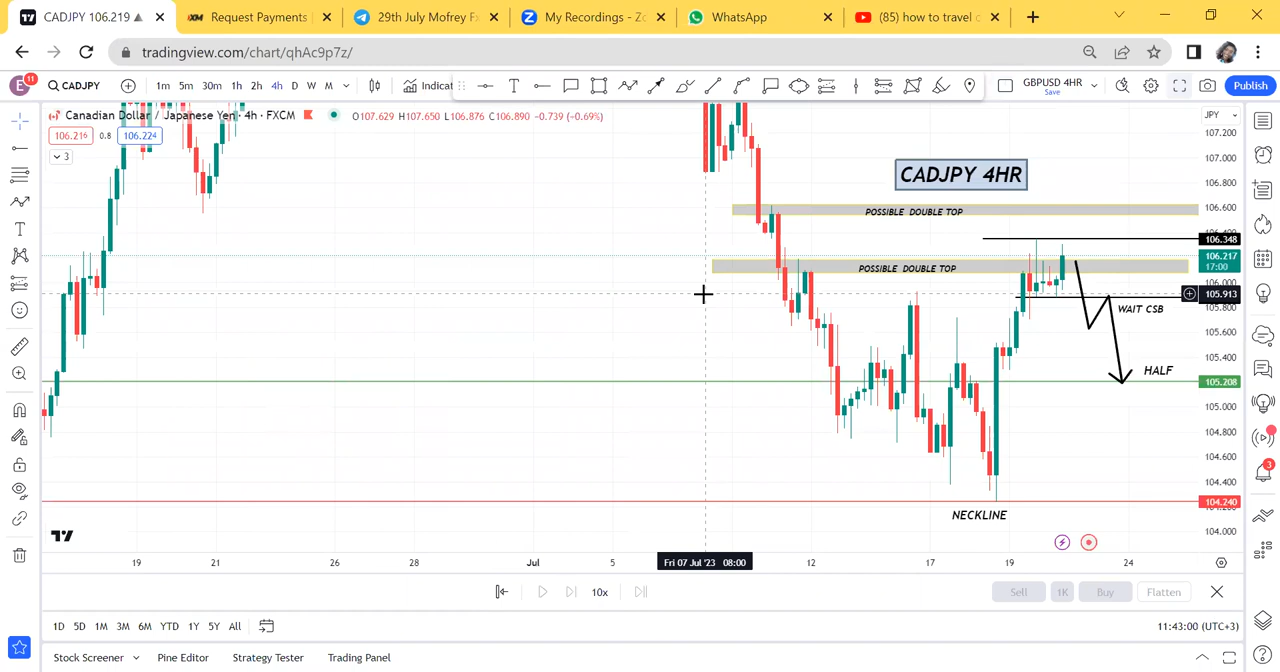 CADJPY 106.219
Request Payments
29th July Mofrey Fx
My Recordings - Zo
WhatsApp
(85) how to travel c
tradingview.com/chart/qhAc9p7z/
E
11
CADJPY
1m 5m 30m 1h 2h 4h D W M
Indicat
GBPUSD 4HR
Save
Publish
Canadian Dollar / Japanese Yen · 4h · FXCM
O107.629 H107.650 L106.876 C106.890 −0.739 (−0.69%)
JPY
106.216 0.8 106.224
3
107.200
107.000
106.800
106.600
106.348
106.217
17:00
106.000
105.913
105.800
105.600
105.400
105.208
105.000
104.800
104.600
104.400
104.240
104.000
CADJPY 4HR
POSSIBLE DOUBLE TOP
POSSIBLE DOUBLE TOP
WAIT CSB
HALF
NECKLINE
19 21 26 28 Jul 5 Fri 07 Jul '23 08:00 12 17 19 24
10x
Sell 1K Buy Flatten
1D 5D 1M 3M 6M YTD 1Y 5Y All
11:43:00 (UTC+3)
Stock Screener Pine Editor Strategy Tester Trading Panel
3